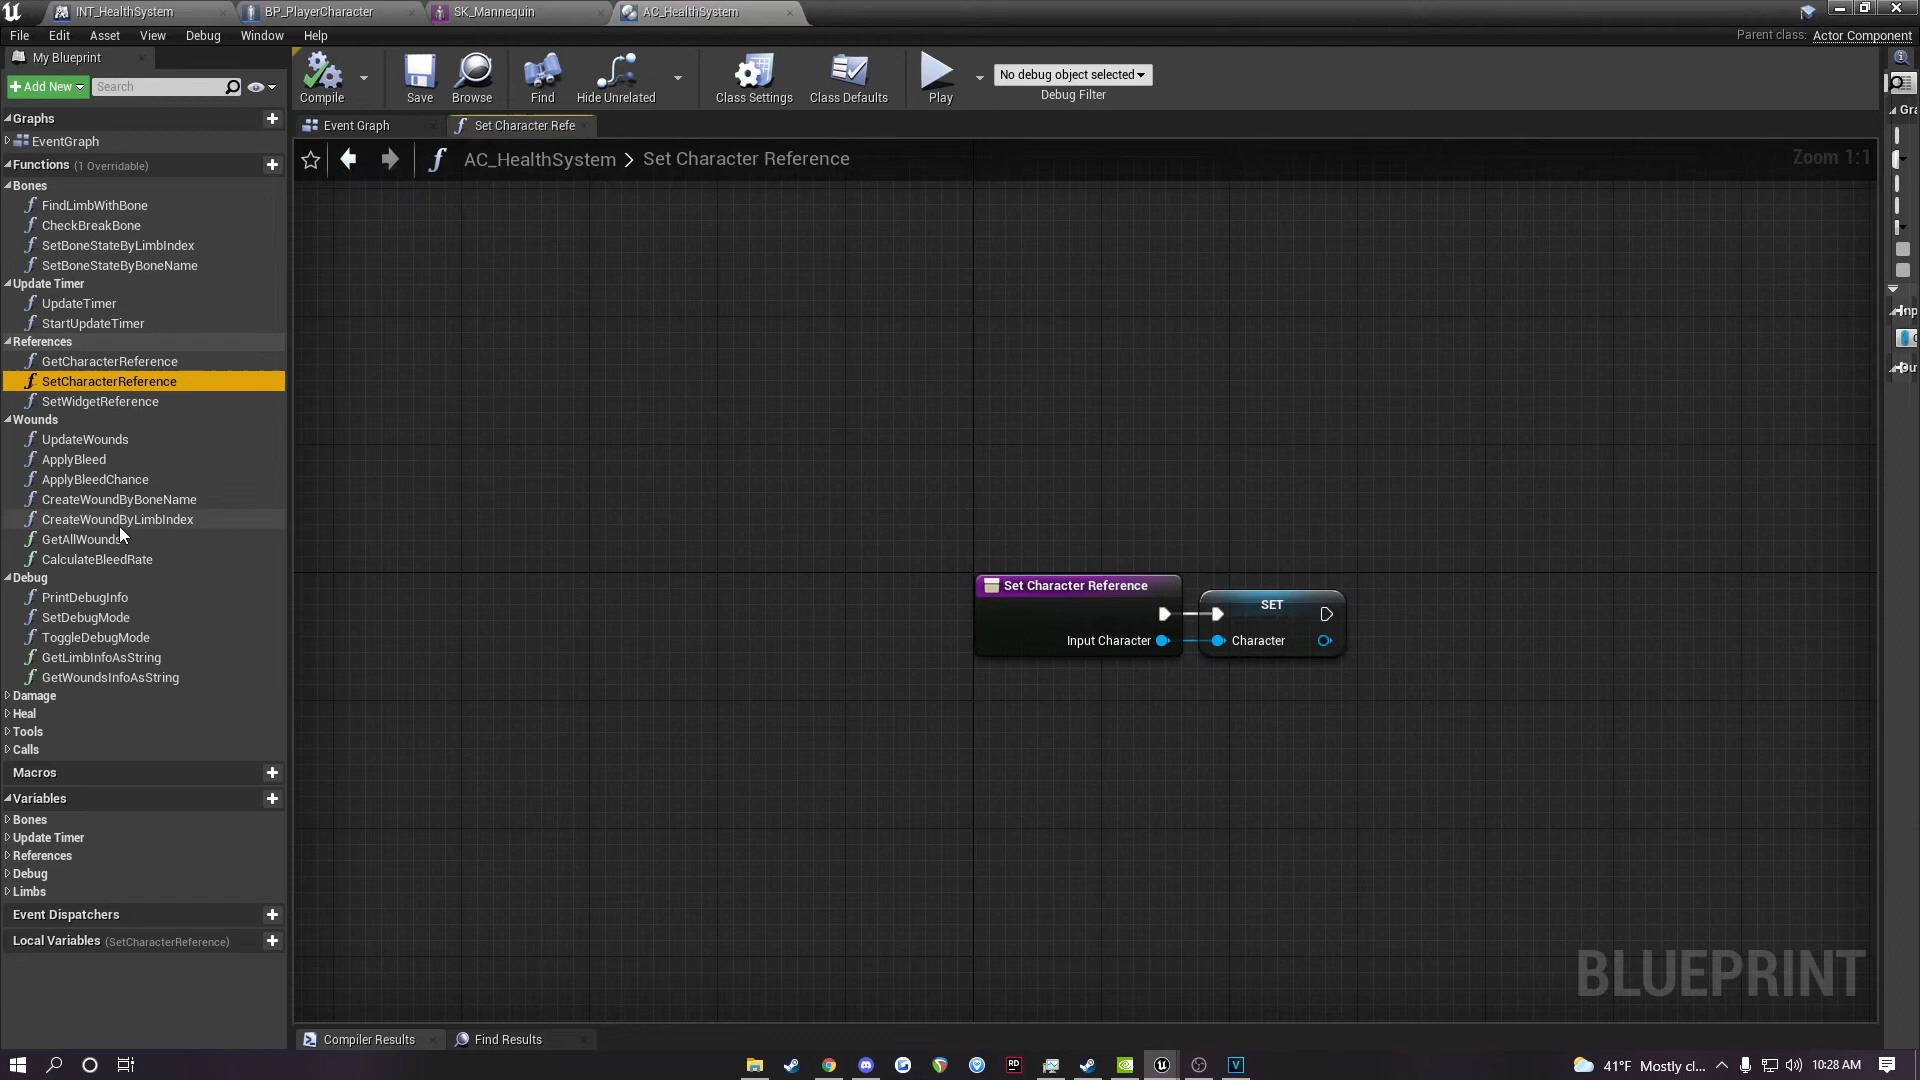 INT_HealthSystem
BP_PlayerCharacter
SK_Mannequin
AC_HealthSystem
File Edit Asset View Debug Window Help
Parent class: Actor Component
My Blueprint
Add New
Search
Compile
Save
Browse
Find
Hide Unrelated
Class Settings
Class Defaults
Play
No debug object selected
Debug Filter
Graphs
EventGraph
Functions (1 Overridable)
Bones
FindLimbWithBone
CheckBreakBone
SetBoneStateByLimbIndex
SetBoneStateByBoneName
Update Timer
UpdateTimer
StartUpdateTimer
References
GetCharacterReference
SetCharacterReference
SetWidgetReference
Wounds
UpdateWounds
ApplyBleed
ApplyBleedChance
CreateWoundByBoneName
CreateWoundByLimbIndex
GetAllWounds
CalculateBleedRate
Debug
PrintDebugInfo
SetDebugMode
ToggleDebugMode
GetLimbInfoAsString
GetWoundsInfoAsString
Damage
Heal
Tools
Calls
Macros
Variables
Bones
Update Timer
References
Debug
Limbs
Event Dispatchers
Local Variables (SetCharacterReference)
Event Graph
Set Character Refe
AC_HealthSystem > Set Character Reference
Zoom 1:1
Set Character Reference
Input Character
SET
Character
BLUEPRINT
Compiler Results
Find Results
41°F Mostly cl...
10:28 AM